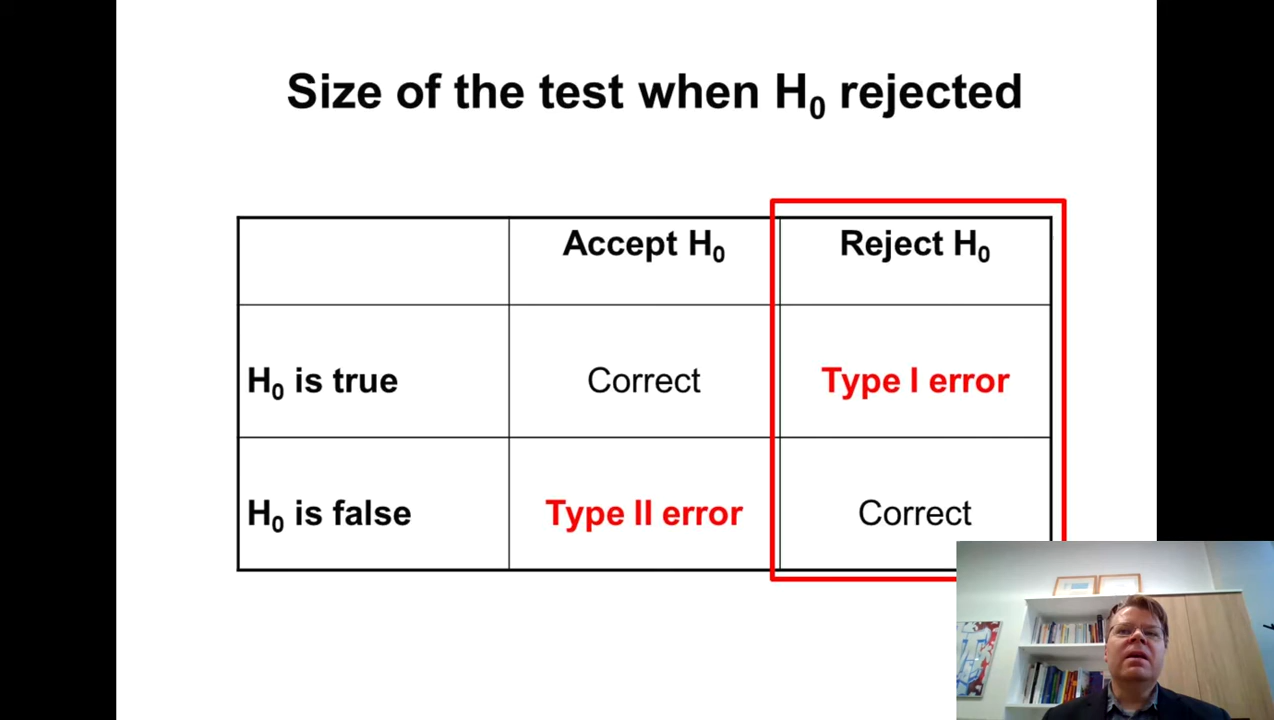 Size of the test when H₀ rejected
Accept H₀ Reject H₀
H₀ is true Correct Type I error
H₀ is false Type II error Correct